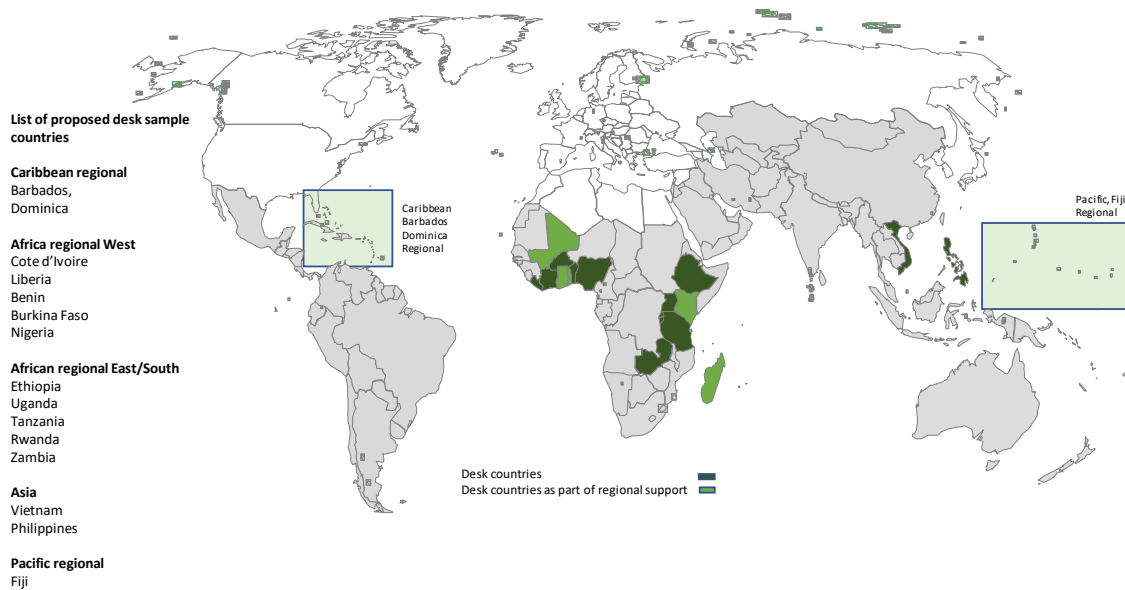 List of proposed desk sample
countries
Caribbean regional
Barbados,
Dominica
Africa regional West
Cote d'Ivoire
Liberia
Benin
Burkina Faso
Nigeria
African regional East/South
Ethiopia
Uganda
Tanzania
Rwanda
Zambia
Asia
Vietnam
Philippines
Pacific regional
Fiji
Caribbean
Barbados
Dominica
Regional
Pacific, Fiji
Regional
Desk countries
Desk countries as part of regional support